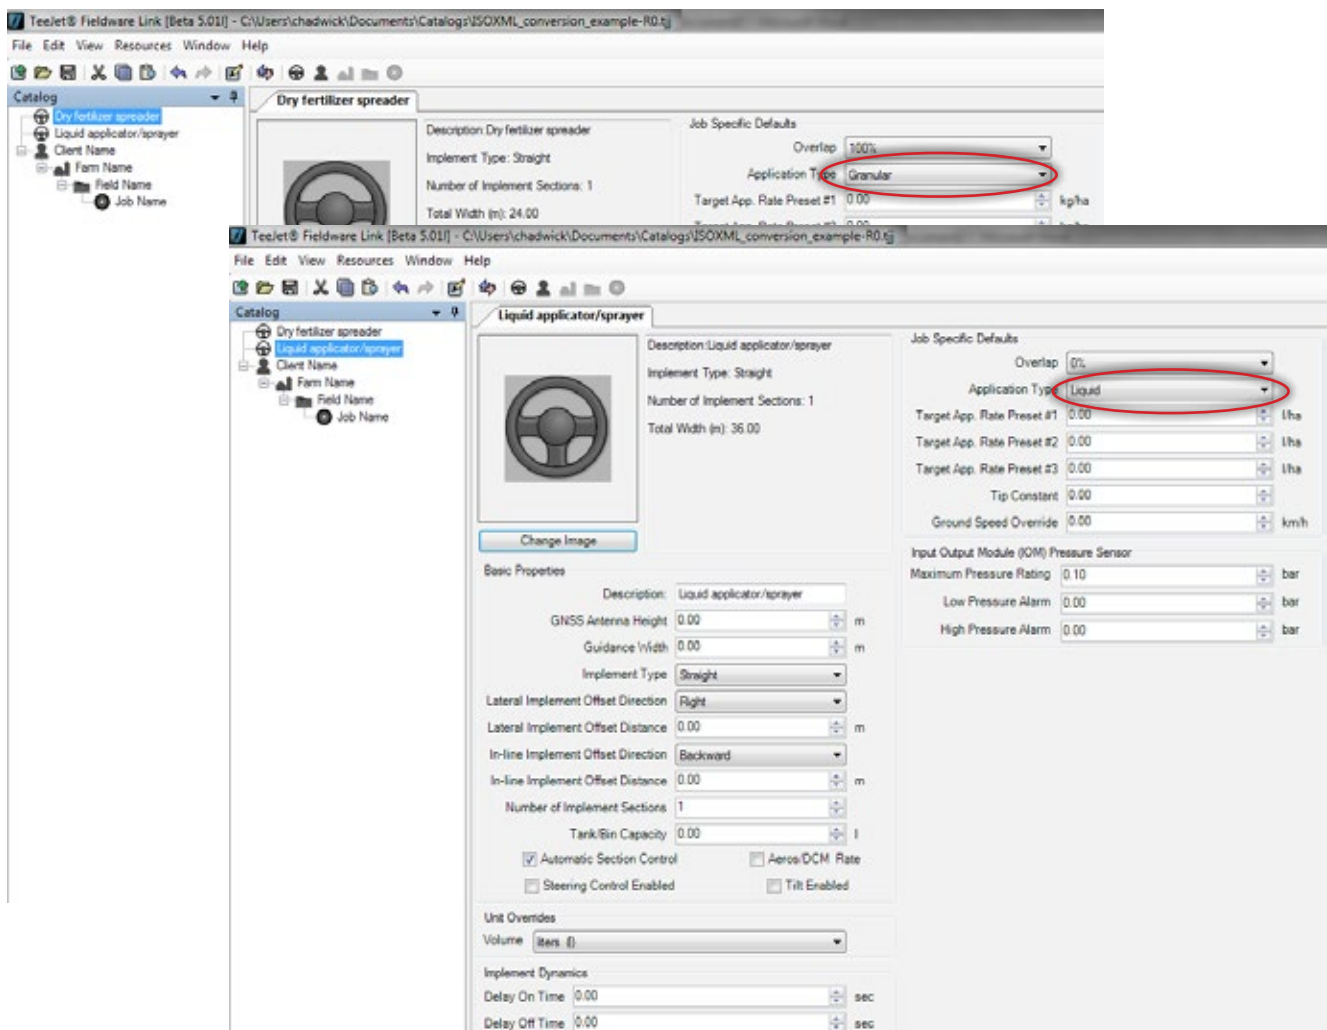 TeeJet® Fieldware Link [Beta 5.01l] - C:\Users\chadwick\Documents\Catalogs\ISOXML_conversion_example-R0.tjj
File Edit View Resources Window Help
Catalog
Dry fertilizer spreader
Liquid applicator/sprayer
Client Name
Farm Name
Field Name
Job Name
Dry fertilizer spreader
Description:Dry fertilizer spreader
Implement Type: Straight
Number of Implement Sections: 1
Total Width (m): 24.00
Job Specific Defaults
Overlap 100%
Application Type Granular
Target App. Rate Preset #1 0.00 kg/ha
TeeJet® Fieldware Link [Beta 5.01l] - C:\Users\chadwick\Documents\Catalogs\ISOXML_conversion_example-R0.tjj
File Edit View Resources Window Help
Catalog
Dry fertilizer spreader
Liquid applicator/sprayer
Client Name
Farm Name
Field Name
Job Name
Liquid applicator/sprayer
Description:Liquid applicator/sprayer
Implement Type: Straight
Number of Implement Sections: 1
Total Width (m): 36.00
Change Image
Basic Properties
Description: Liquid applicator/sprayer
GNSS Antenna Height 0.00 m
Guidance Width 0.00 m
Implement Type Straight
Lateral Implement Offset Direction Right
Lateral Implement Offset Distance 0.00 m
In-line Implement Offset Direction Backward
In-line Implement Offset Distance 0.00 m
Number of Implement Sections 1
Tank/Bin Capacity 0.00 l
Automatic Section Control Aeros/DCM Rate
Steering Control Enabled Tilt Enabled
Unit Overrides
Volume liters (l)
Implement Dynamics
Delay On Time 0.00 sec
Delay Off Time 0.00 sec
Job Specific Defaults
Overlap 0%
Application Type Liquid
Target App. Rate Preset #1 0.00 l/ha
Target App. Rate Preset #2 0.00 l/ha
Target App. Rate Preset #3 0.00 l/ha
Tip Constant 0.00
Ground Speed Override 0.00 km/h
Input Output Module (IOM) Pressure Sensor
Maximum Pressure Rating 0.10 bar
Low Pressure Alarm 0.00 bar
High Pressure Alarm 0.00 bar